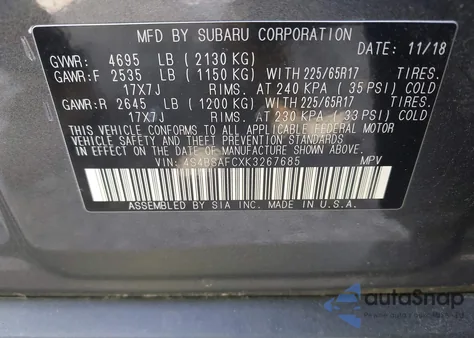 MFD BY SUBARU CORPORATION
DATE: 11/18
GVWR: 4695 LB (2130 KG)
GAWR:F 2535 LB (1150 KG) WITH 225/65R17 TIRES,
17X7J RIMS, AT 240 KPA (35 PSI) COLD
GAWR:R 2645 LB (1200 KG) WITH 225/65R17 TIRES,
17X7J RIMS, AT 230 KPA (33 PSI) COLD
THIS VEHICLE CONFORMS TO ALL APPLICABLE FEDERAL MOTOR
VEHICLE SAFETY AND THEFT PREVENTION STANDARDS IN
EFFECT ON THE DATE OF MANUFACTURE SHOWN ABOVE.
VIN: 4S4BSAFCXK3267685 MPV
ASSEMBLED BY SIA INC. MADE IN U.S.A.
autoSnap